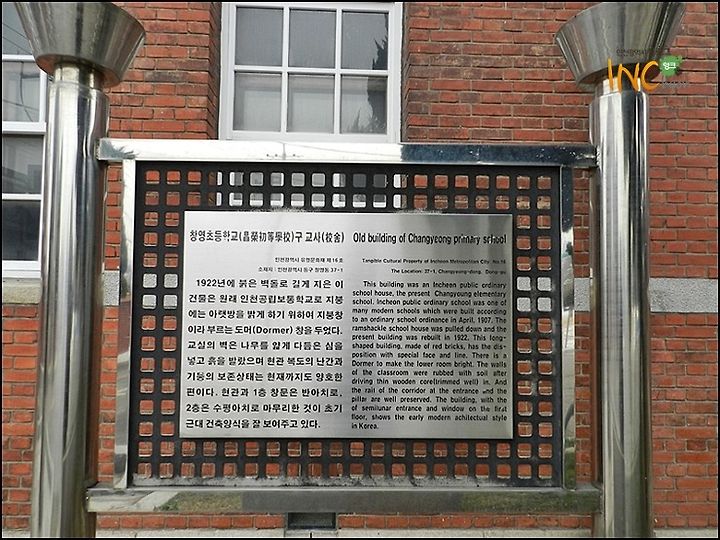 인천광역시
INC
창영초등학교(昌榮初等學校)구 교사(校舍)
인천광역시 유형문화재 제16호
소재지 : 인천광역시 동구 창영동 37-1
1922년에 붉은 벽돌로 길게 지은 이
건물은 원래 인천공립보통학교로 지붕
에는 아랫방을 밝게 하기 위하여 지붕창
이라 부르는 도머(Dormer) 창을 두었다.
교실의 벽은 나무를 얇게 다듬은 심을
넣고 흙을 발랐으며 현관 복도의 난간과
기둥의 보존상태는 현재까지도 양호한
편이다. 현관과 1층 창문은 반아치로,
2층은 수평아치로 마무리한 것이 초기
근대 건축양식을 잘 보여주고 있다.
Old building of Changyeong primary school
Tangible Cultural Property of Incheon Metropolitan City No.16
The Location: 37-1, Changyeong-dong, Dong-gu
This building was an Incheon public ordinary
school house, the present Changyoung elementary
school. Incheon public ordinary school was one of
many modern schools which were built according
to an ordinary school ordinance in April, 1907. The
ramshackle school house was pulled down and the
present building was rebuilt in 1922. This long-
shaped building, made of red bricks, has the dis-
position with special face and line. There is a
Dormer to make the lower room bright. The walls
of the classroom were rubbed with soil after
driving thin wooden core(trimmed well) in. And
the rail of the corridor at the entrance and the
pillar are well preserved. The building, with the
of semilunar entrance and window on the first
floor, shows the early modern achitectual style
in Korea.